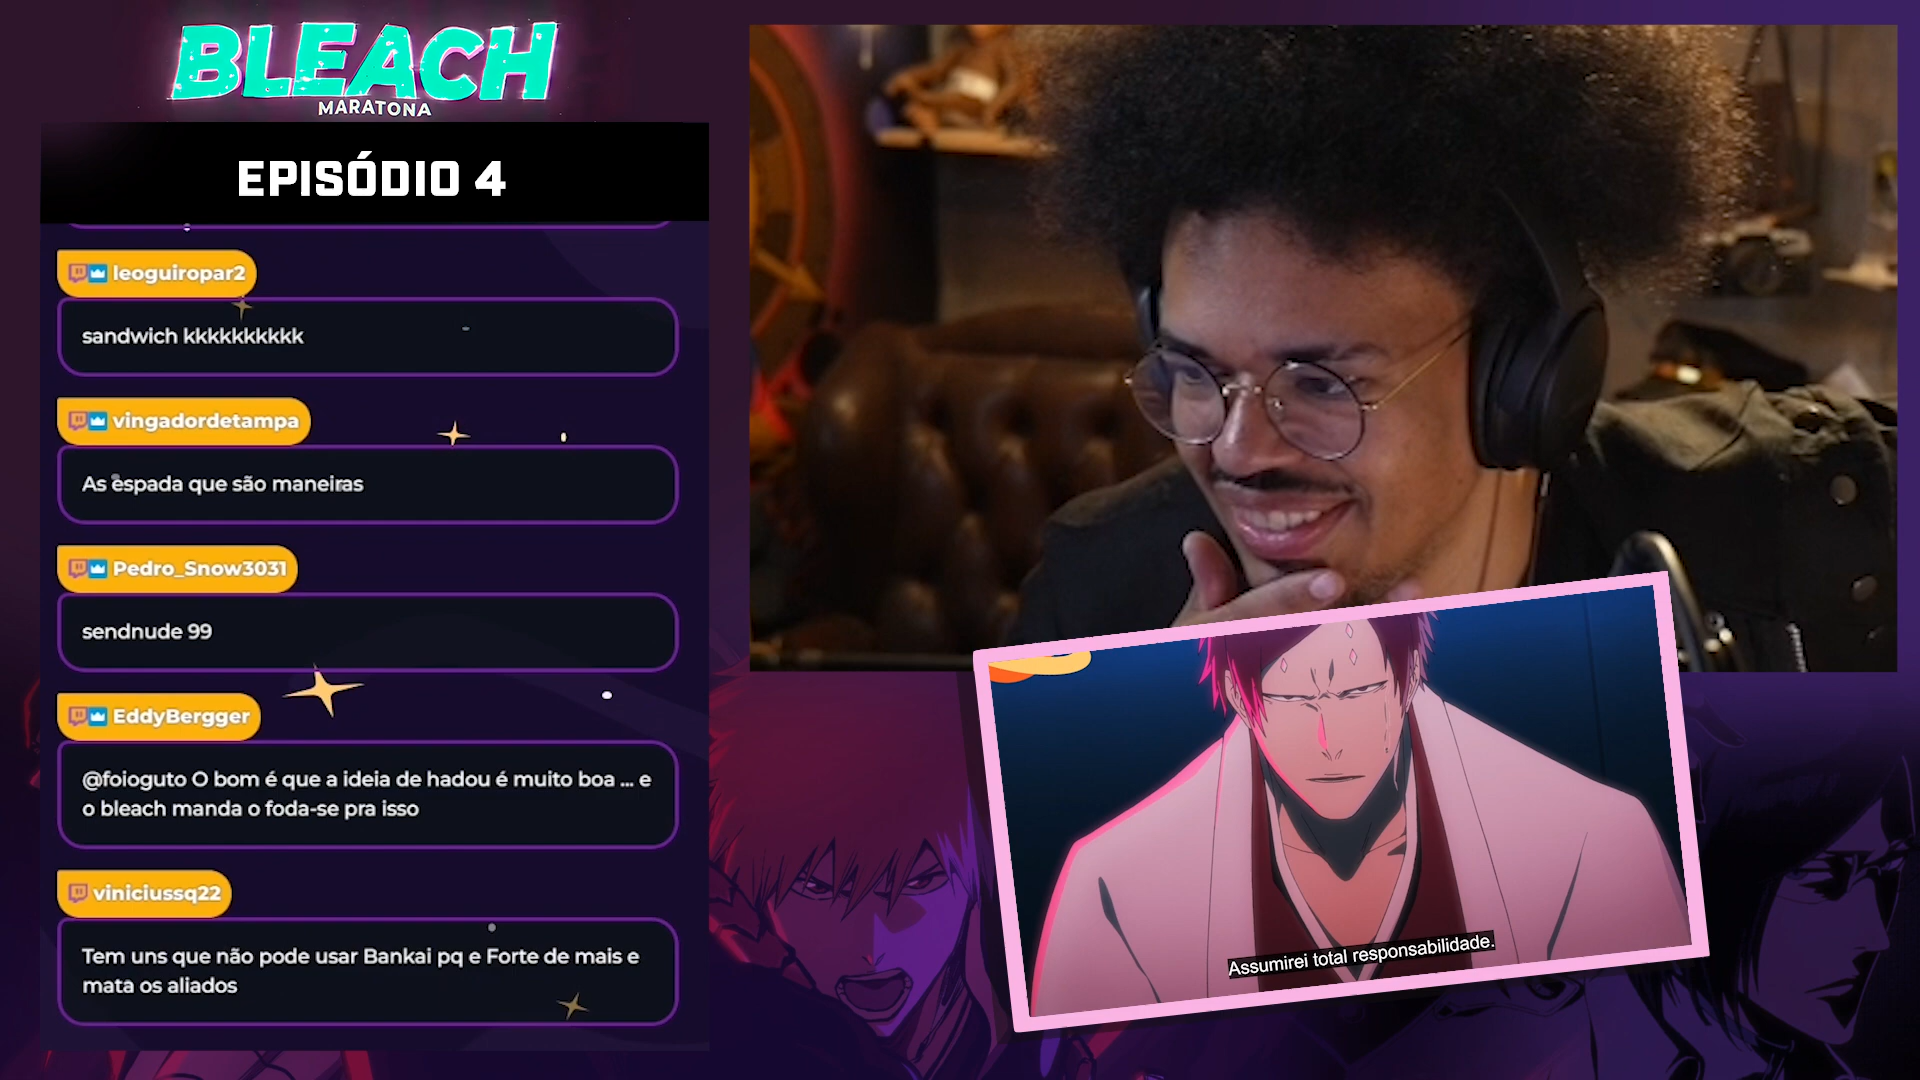 BLEACH
MARATONA
EPISÓDIO 4
leoguiropar2
sandwich kkkkkkkkkk
vingadordetampa
As espada que são maneiras
Pedro_Snow3031
sendnude 99
EddyBergger
@foioguto O bom é que a ideia de hadou é muito boa ... e
o bleach manda o foda-se pra isso
viniciussq22
Tem uns que não pode usar Bankai pq e Forte de mais e
mata os aliados
Assumirei total responsabilidade.